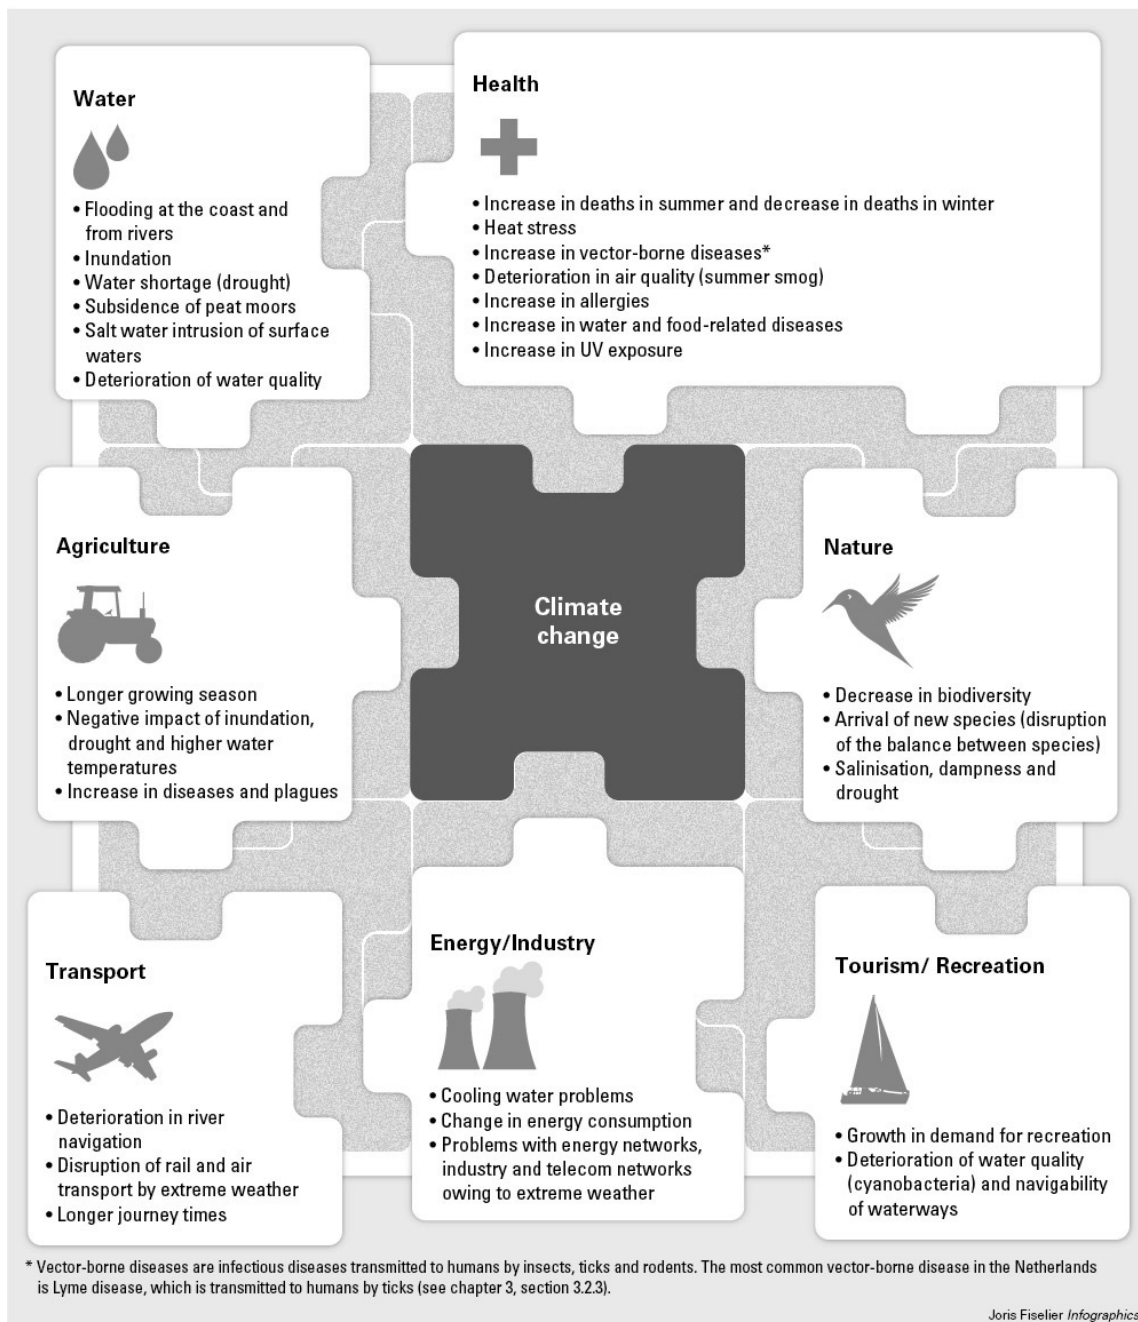 Water
• Flooding at the coast and
from rivers
• Inundation
• Water shortage (drought)
• Subsidence of peat moors
• Salt water intrusion of surface
waters
• Deterioration of water quality
Health
• Increase in deaths in summer and decrease in deaths in winter
• Heat stress
• Increase in vector-borne diseases*
• Deterioration in air quality (summer smog)
• Increase in allergies
• Increase in water and food-related diseases
• Increase in UV exposure
Agriculture
• Longer growing season
• Negative impact of inundation,
drought and higher water
temperatures
• Increase in diseases and plagues
Climate
change
Nature
• Decrease in biodiversity
• Arrival of new species (disruption
of the balance between species)
• Salinisation, dampness and
drought
Transport
• Deterioration in river
navigation
• Disruption of rail and air
transport by extreme weather
• Longer journey times
Energy/Industry
• Cooling water problems
• Change in energy consumption
• Problems with energy networks,
industry and telecom networks
owing to extreme weather
Tourism/ Recreation
• Growth in demand for recreation
• Deterioration of water quality
(cyanobacteria) and navigability
of waterways
* Vector-borne diseases are infectious diseases transmitted to humans by insects, ticks and rodents. The most common vector-borne disease in the Netherlands
is Lyme disease, which is transmitted to humans by ticks (see chapter 3, section 3.2.3).
Joris Fiselier Infographics